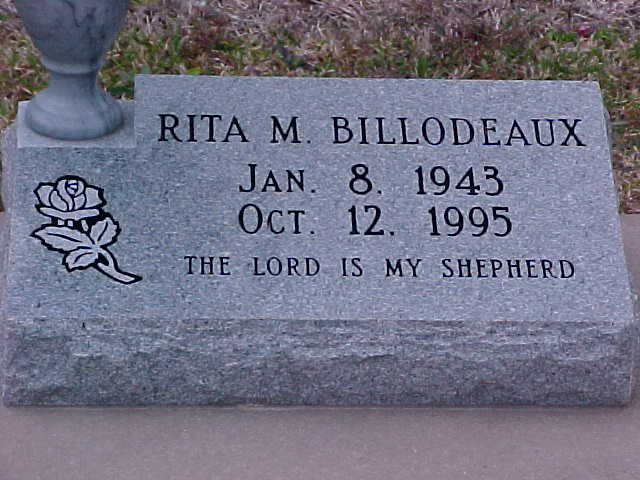 RITA M. BILLODEAUX
JAN. 8. 1943
OCT. 12. 1995
THE LORD IS MY SHEPHERD